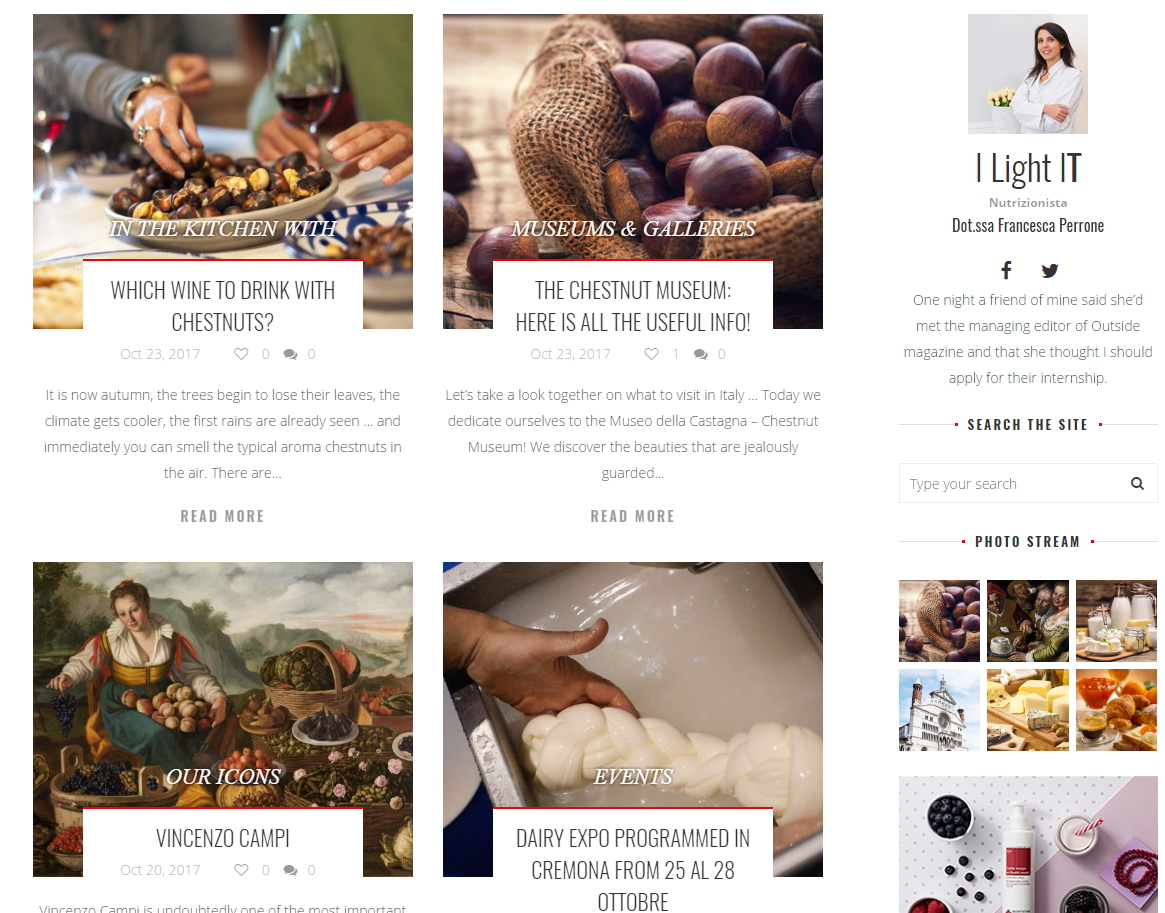 IN THE KITCHEN WITH
WHICH WINE TO DRINK WITH
CHESTNUTS?
Oct 23, 2017 0 0
It is now autumn, the trees begin to lose their leaves, the
climate gets cooler, the first rains are already seen ... and
immediately you can smell the typical aroma chestnuts in
the air. There are...
READ MORE
MUSEUMS & GALLERIES
THE CHESTNUT MUSEUM:
HERE IS ALL THE USEFUL INFO!
Oct 23, 2017 1 0
Let's take a look together on what to visit in Italy ... Today we
dedicate ourselves to the Museo della Castagna – Chestnut
Museum! We discover the beauties that are jealously
guarded...
READ MORE
OUR ICONS
VINCENZO CAMPI
Oct 20, 2017 0 0
Vincenzo Campi is undoubtedly one of the most important
EVENTS
DAIRY EXPO PROGRAMMED IN
CREMONA FROM 25 AL 28
OTTOBRE
I Light IT
Nutrizionista
Dot.ssa Francesca Perrone
One night a friend of mine said she'd
met the managing editor of Outside
magazine and that she thought I should
apply for their internship.
SEARCH THE SITE
Type your search
PHOTO STREAM